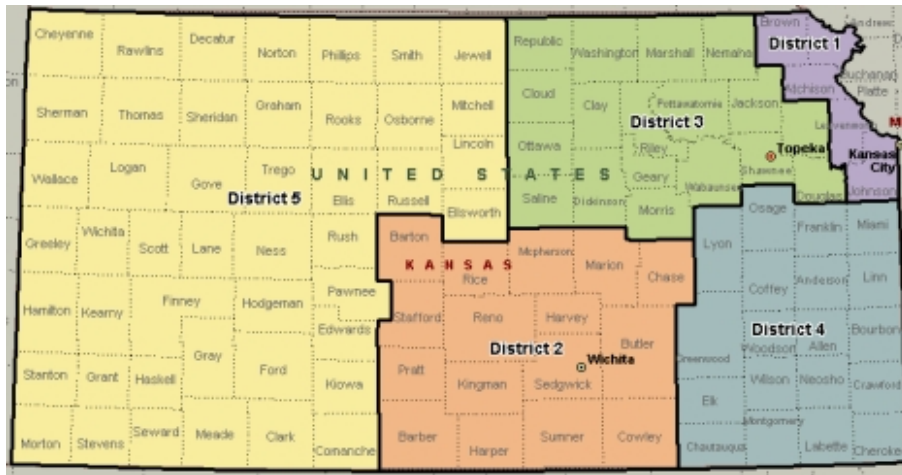 Cheyenne
Rawlins
Decatur
Norton
Phillips
Smith
Jewell
Republic
Washington
Marshall
Nemaha
Brown
District 1
Sherman
Thomas
Sheridan
Graham
Rooks
Osborne
Mitchell
Lincoln
Cloud
Clay
Pottawatomie
Jackson
Atchison
Buchanan
Platte
District 3
Ottawa
Riley
Topeka
Kansas
City
Wallace
Logan
Gove
Trego
UNITED STATES
Ellis
Russell
Ellsworth
Saline
Dickinson
Geary
Morris
Wabaunsee
Shawnee
Douglas
Johnson
District 5
Greeley
Wichita
Scott
Lane
Ness
Rush
Barton
KANSAS
Rice
Mcpherson
Marion
Chase
Lyon
Osage
Franklin
Miami
Hamilton
Kearny
Finney
Hodgeman
Pawnee
Edwards
Stafford
Reno
Harvey
Butler
Coffey
Anderson
Linn
District 2
Wichita
District 4
Greenwood
Woodson
Allen
Bourbon
Stanton
Grant
Haskell
Gray
Ford
Kiowa
Pratt
Kingman
Sedgwick
Elk
Wilson
Neosho
Crawford
Morton
Stevens
Seward
Meade
Clark
Comanche
Barber
Harper
Sumner
Cowley
Chautauqua
Montgomery
Labette
Cherokee